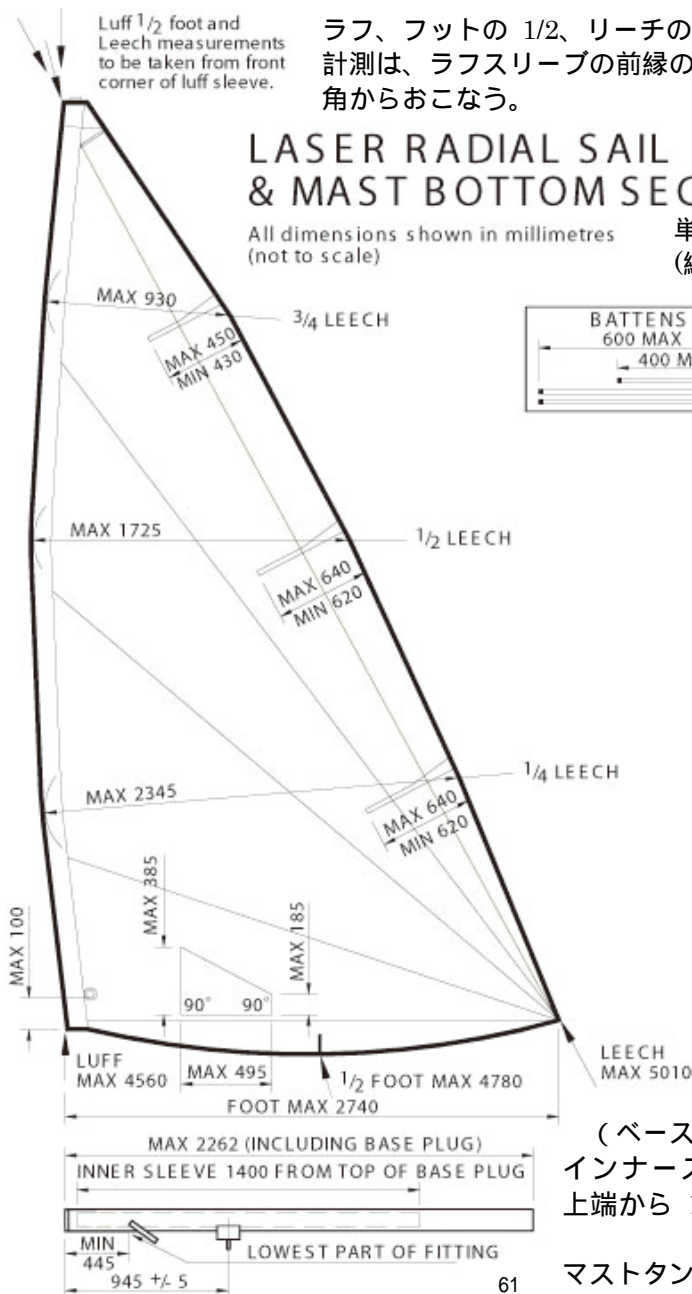 Luff 1/2 foot and
Leech measurements
to be taken from front
corner of luff sleeve.
ラフ、フットの 1/2、リーチの
計測は、ラフスリーブの前縁の
角からおこなう。
LASER RADIAL SAIL
& MAST BOTTOM SEC
All dimensions shown in millimetres
(not to scale)
単
BATTENS
600 MAX
400 M
MAX 930
3/4 LEECH
MAX 450
MIN 430
MAX 1725
1/2 LEECH
MAX 640
MIN 620
1/4 LEECH
MAX 2345
MAX 640
MIN 620
MAX 385
MAX 185
MAX 100
90° 90°
LUFF
MAX 4560
MAX 495
1/2 FOOT MAX 4780
LEECH
MAX 5010
FOOT MAX 2740
MAX 2262 (INCLUDING BASE PLUG)
INNER SLEEVE 1400 FROM TOP OF BASE PLUG
(ベース
インナース
上端から
MIN
445
LOWEST PART OF FITTING
945 +/- 5
61
マストタン